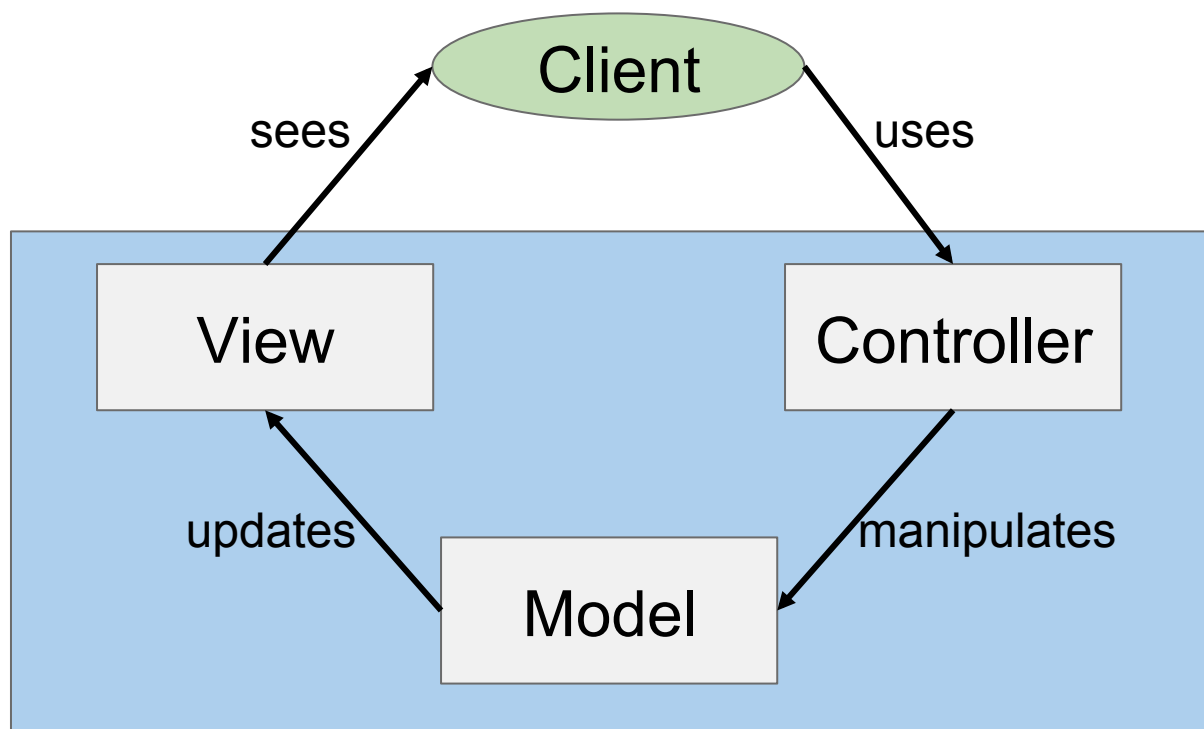 Client
sees
uses
View
Controller
updates
manipulates
Model